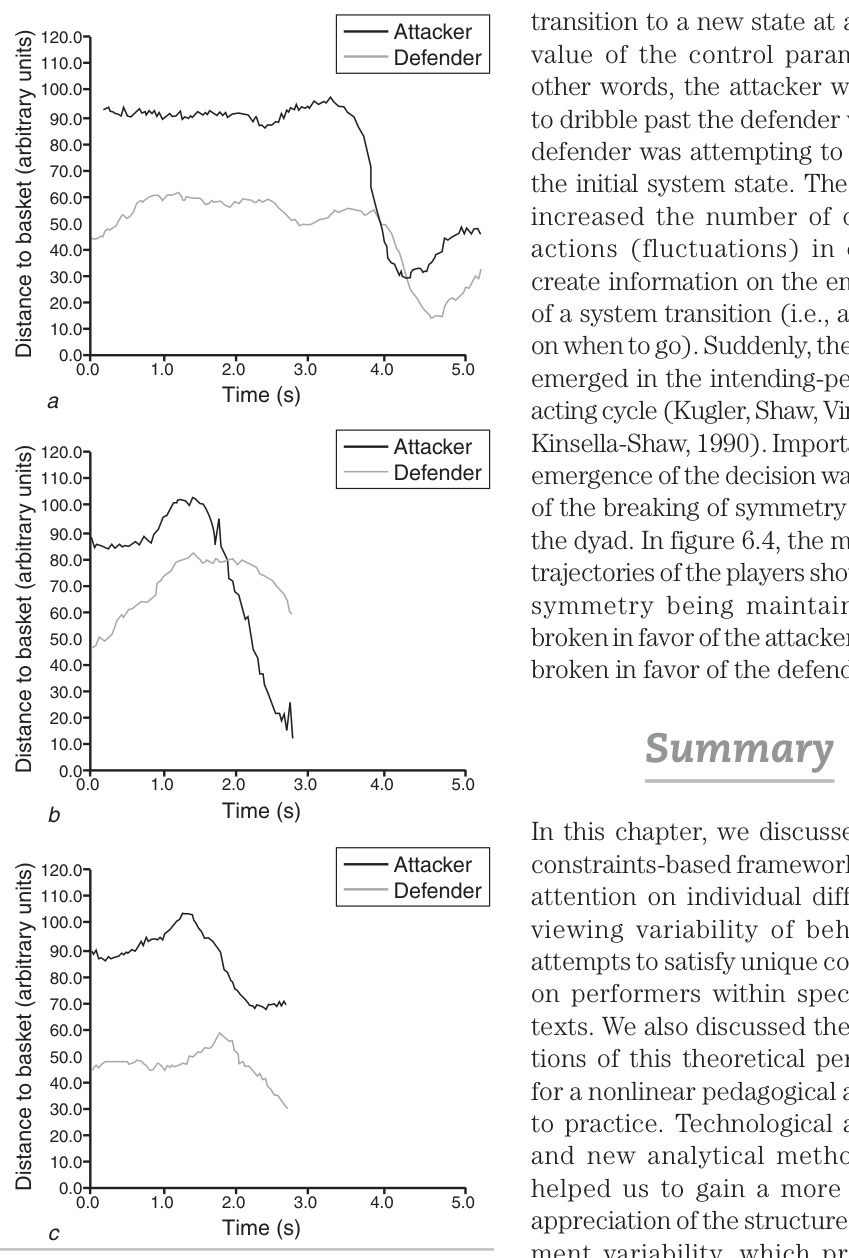 Attacker
Defender
120.0
110.0
100.0
90.0
80.0
70.0
60.0
50.0
40.0
30.0
20.0
10.0
0.0
Distance to basket (arbitrary units)
0.0 1.0 2.0 3.0 4.0 5.0
Time (s)
a
Attacker
Defender
120.0
110.0
100.0
90.0
80.0
70.0
60.0
50.0
40.0
30.0
20.0
10.0
0.0
Distance to basket (arbitrary units)
0.0 1.0 2.0 3.0 4.0 5.0
Time (s)
b
Attacker
Defender
120.0
110.0
100.0
90.0
80.0
70.0
60.0
50.0
40.0
30.0
20.0
10.0
0.0
Distance to basket (arbitrary units)
0.0 1.0 2.0 3.0 4.0 5.0
Time (s)
c
transition to a new state at a
value of the control param
other words, the attacker w
to dribble past the defender
defender was attempting to
the initial system state. The
increased the number of
actions (fluctuations) in
create information on the em
of a system transition (i.e., a
on when to go). Suddenly, the
emerged in the intending-pe
acting cycle (Kugler, Shaw, Vin
Kinsella-Shaw, 1990). Importa
emergence of the decision wa
of the breaking of symmetry
the dyad. In figure 6.4, the m
trajectories of the players sho
symmetry being maintain
broken in favor of the attacker
broken in favor of the defend
Summary
In this chapter, we discusse
constraints-based framework
attention on individual diff
viewing variability of beh
attempts to satisfy unique co
on performers within spec
texts. We also discussed the
tions of this theoretical per
for a nonlinear pedagogical a
to practice. Technological a
and new analytical metho
helped us to gain a more
appreciation of the structure
ment variability, which pr